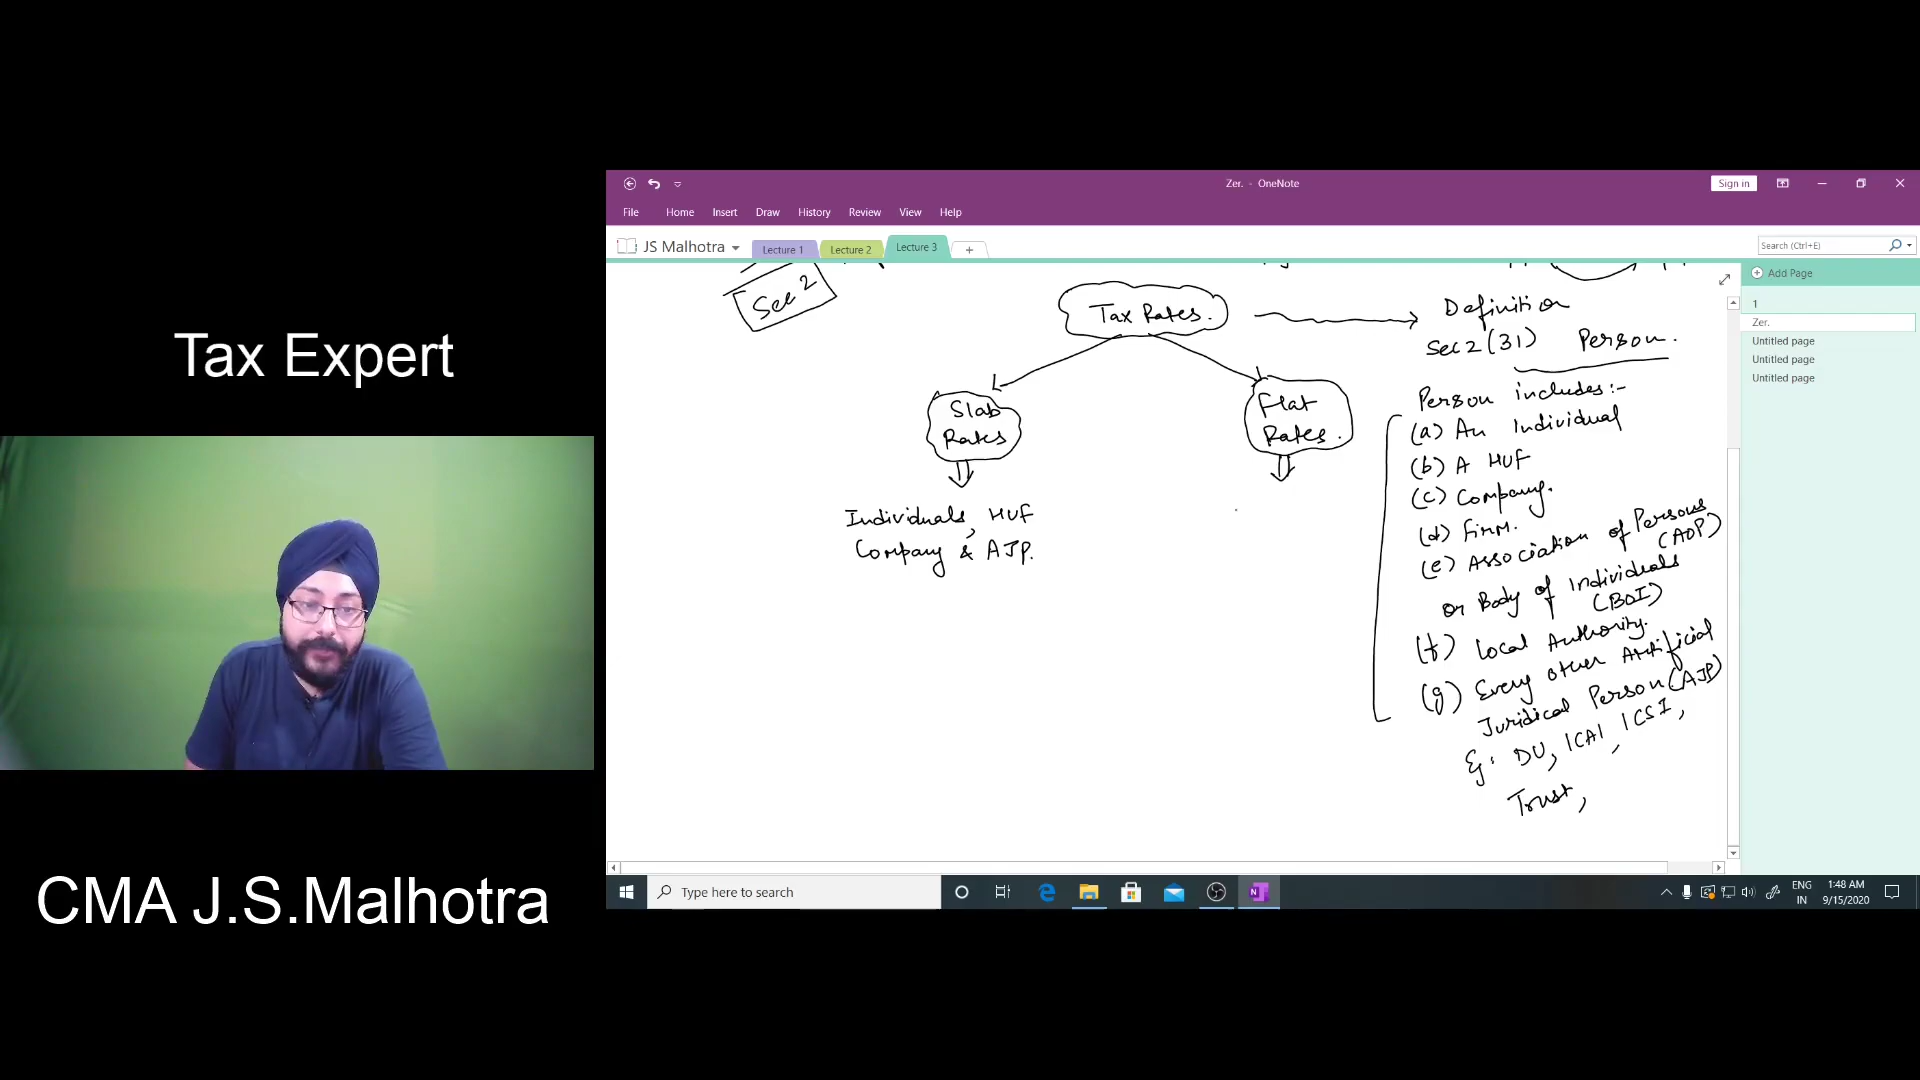 Tax Expert
CMA J.S.Malhotra
Zer. - OneNote
Sign in
File Home Insert Draw History Review View Help
JS Malhotra
Lecture 1 Lecture 2 Lecture 3 +
Search (Ctrl+E)
Add Page
1
Zer.
Untitled page
Untitled page
Untitled page
Sec 2
Tax Rates.
Slab
Rates
Individuals, HUF
Company & AJP.
Flat
Rates.
Definition
Sec 2 (31) Person.
Person includes:-
(a) An Individual
(b) A HUF
(c) Company.
(d) Firm.
(e) Association of Persons
(AOP)
or Body of Individuals
(BOI)
(f) Local Authority.
(g) Every other Artificial
Juridical Person (AJP)
Eg: DU, ICAI, ICSI,
Trust,
Type here to search
ENG
IN
1:48 AM
9/15/2020